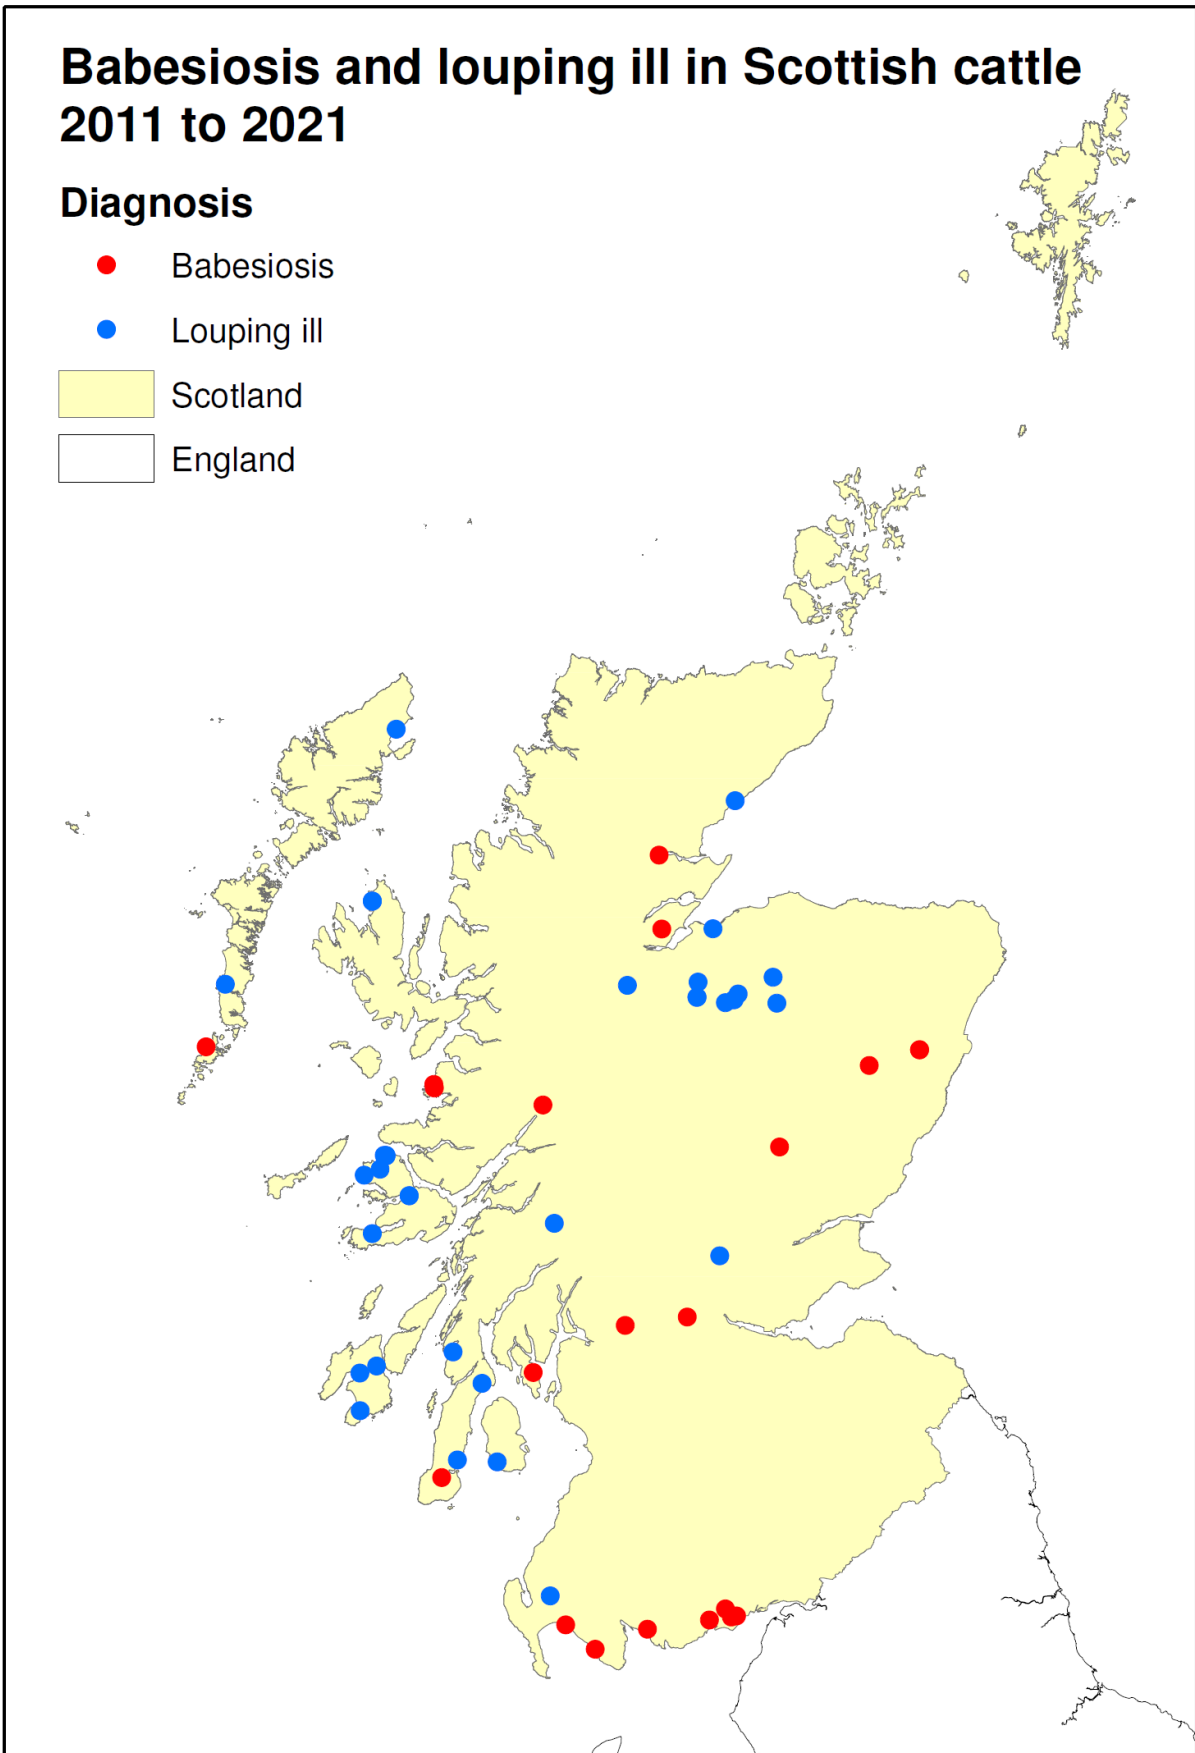 Babesiosis and louping ill in Scottish cattle
2011 to 2021
Diagnosis
Babesiosis
Louping ill
Scotland
England